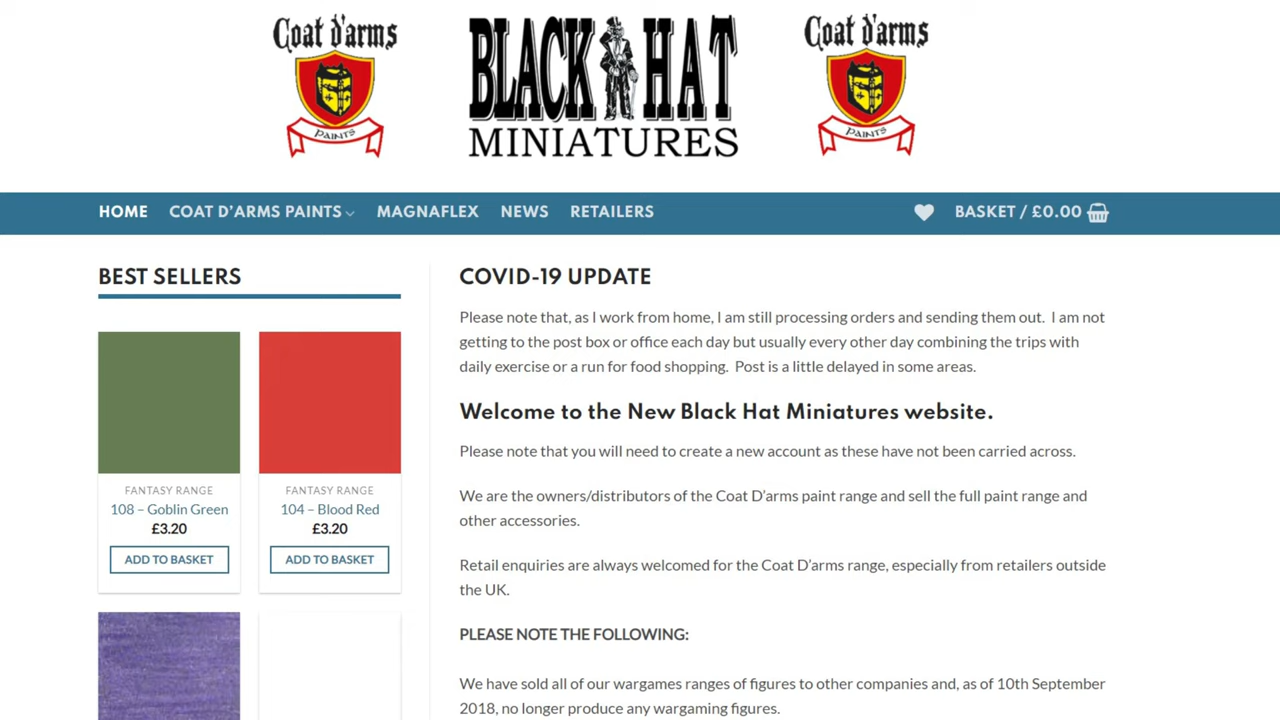 Coat d'arms
PAINTS
BLACK HAT
MINIATURES
Coat d'arms
PAINTS
HOME
COAT D'ARMS PAINTS
MAGNAFLEX
NEWS
RETAILERS
BASKET / £0.00
BEST SELLERS
FANTASY RANGE
108 – Goblin Green
£3.20
ADD TO BASKET
FANTASY RANGE
104 – Blood Red
£3.20
ADD TO BASKET
COVID-19 UPDATE
Please note that, as I work from home, I am still processing orders and sending them out.  I am not
getting to the post box or office each day but usually every other day combining the trips with
daily exercise or a run for food shopping.  Post is a little delayed in some areas.
Welcome to the New Black Hat Miniatures website.
Please note that you will need to create a new account as these have not been carried across.
We are the owners/distributors of the Coat D'arms paint range and sell the full paint range and
other accessories.
Retail enquiries are always welcomed for the Coat D'arms range, especially from retailers outside
the UK.
PLEASE NOTE THE FOLLOWING:
We have sold all of our wargames ranges of figures to other companies and, as of 10th September
2018, no longer produce any wargaming figures.